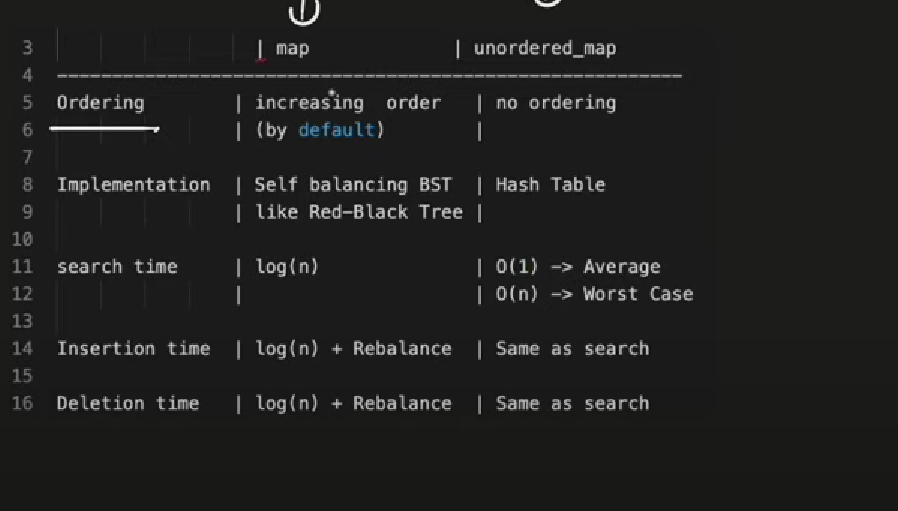 3 | map | unordered_map
4 ---------------------------------------------------------
5 Ordering | increasing order | no ordering
6 | (by default) |
7
8 Implementation | Self balancing BST | Hash Table
9 | like Red-Black Tree |
10
11 search time | log(n) | O(1) -> Average
12 | | O(n) -> Worst Case
13
14 Insertion time | log(n) + Rebalance | Same as search
15
16 Deletion time | log(n) + Rebalance | Same as search